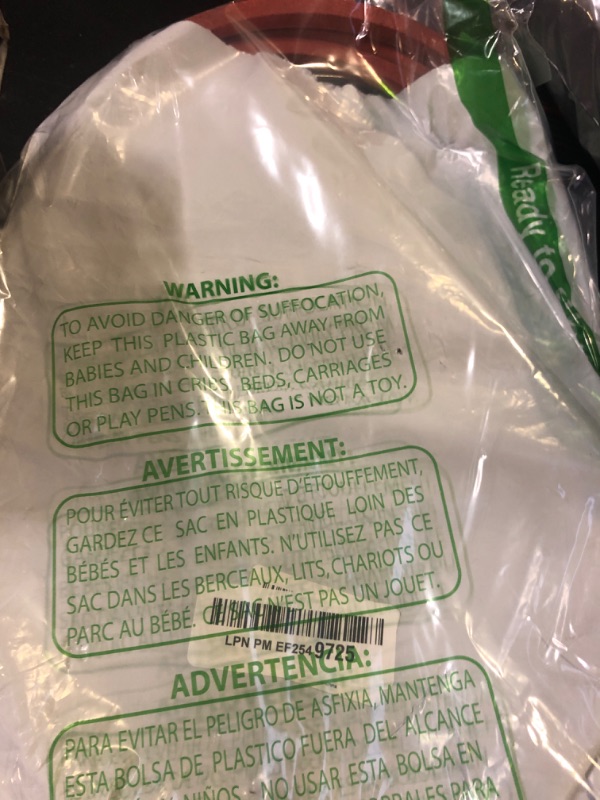 Ready to
WARNING:
TO AVOID DANGER OF SUFFOCATION,
KEEP THIS PLASTIC BAG AWAY FROM
BABIES AND CHILDREN. DO NOT USE
THIS BAG IN CRIBS, BEDS, CARRIAGES
OR PLAY PENS. THIS BAG IS NOT A TOY.
AVERTISSEMENT:
POUR ÉVITER TOUT RISQUE D'ÉTOUFFEMENT,
GARDEZ CE SAC EN PLASTIQUE LOIN DES
BÉBÉS ET LES ENFANTS. N'UTILISEZ PAS CE
SAC DANS LES BERCEAUX, LITS, CHARIOTS OU
PARC AU BÉBÉ. CE SAC N'EST PAS UN JOUET.
LPN PM EF254 9725
ADVERTENCIA:
PARA EVITAR EL PELIGRO DE ASFIXIA, MANTENGA
ESTA BOLSA DE PLASTICO FUERA DEL ALCANCE
NIÑOS - NO USAR ESTA BOLSA EN
PARA